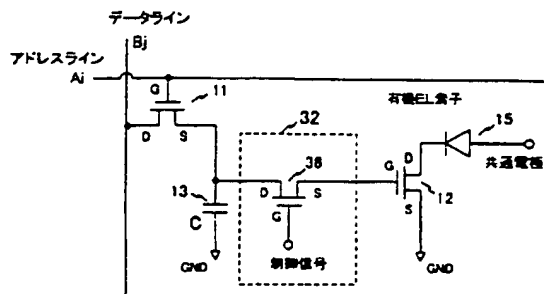 データライン
Bj
アドレスライン
Ai
G
11
D
S
32
有機EL素子
15
共通電極
38
D
S
G
G
D
S
12
13
C
制御信号
GND
GND